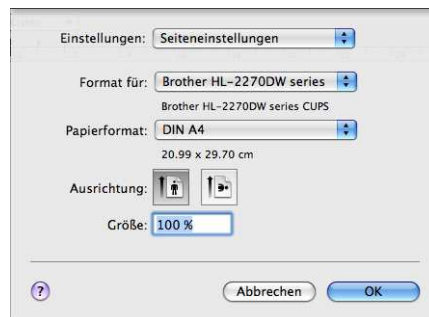 Einstellungen: Seiteneinstellungen
Format für: Brother HL-2270DW series
Brother HL-2270DW series CUPS
Papierformat: DIN A4
20.99 x 29.70 cm
Ausrichtung:
Größe: 100 %
?
Abbrechen OK